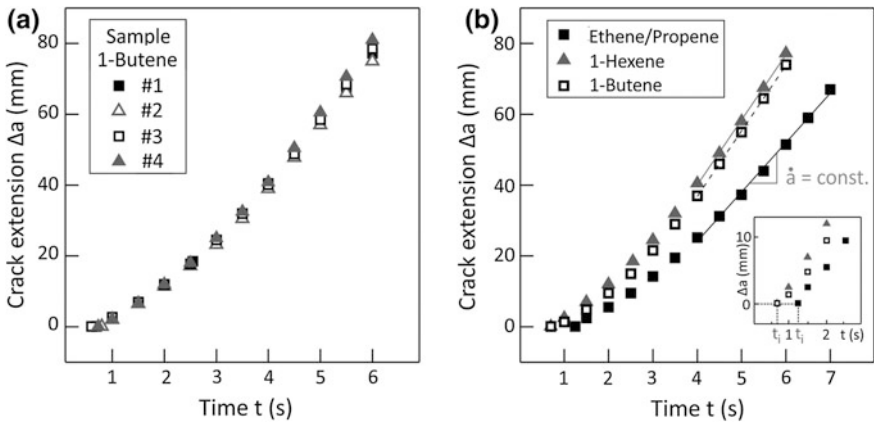 (a)
80
60
40
20
0
Crack extension Δa (mm)
Sample
1-Butene
#1
#2
#3
#4
1 2 3 4 5 6
Time t (s)
(b)
80
60
40
20
0
Crack extension Δa (mm)
Ethene/Propene
1-Hexene
1-Butene
ȧ = const.
10
0
Δa (mm)
tᵢ 1 tᵢ 2 t (s)
1 2 3 4 5 6 7
Time t (s)